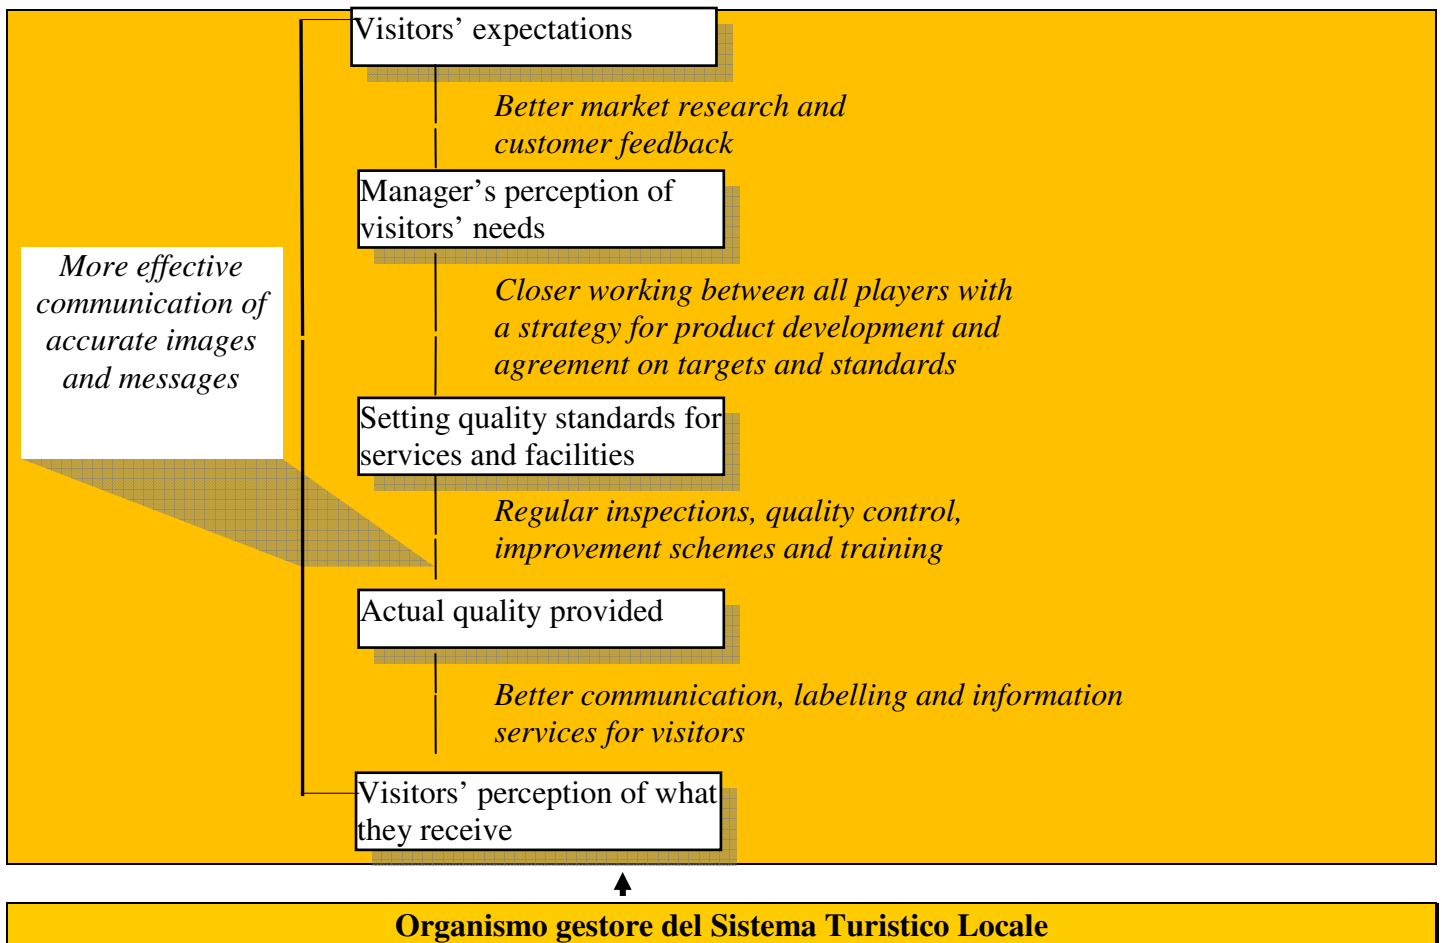 Visitors’ expectations
Better market research and
customer feedback
Manager’s perception of
visitors’ needs
More effective
communication of
accurate images
and messages
Closer working between all players with
a strategy for product development and
agreement on targets and standards
Setting quality standards for
services and facilities
Regular inspections, quality control,
improvement schemes and training
Actual quality provided
Better communication, labelling and information
services for visitors
Visitors’ perception of what
they receive
Organismo gestore del Sistema Turistico Locale